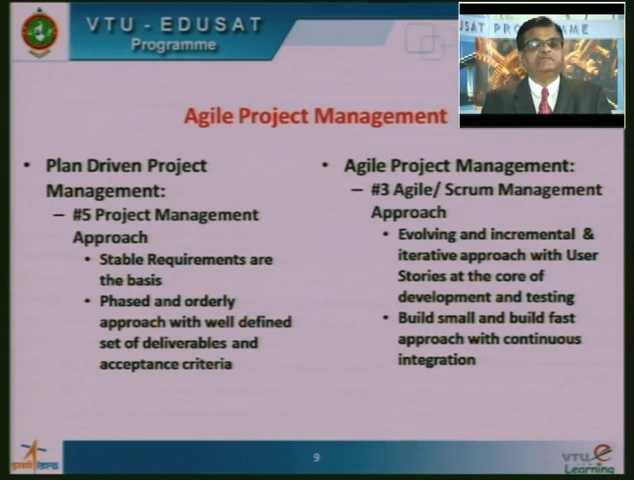 VTU - EDUSAT
Programme
USAT PROGRAMME
Agile Project Management
• Plan Driven Project
Management:
– #5 Project Management
Approach
• Stable Requirements are
the basis
• Phased and orderly
approach with well defined
set of deliverables and
acceptance criteria
• Agile Project Management:
– #3 Agile/ Scrum Management
Approach
• Evolving and incremental &
iterative approach with User
Stories at the core of
development and testing
• Build small and build fast
approach with continuous
integration
9
VTU e
Learning